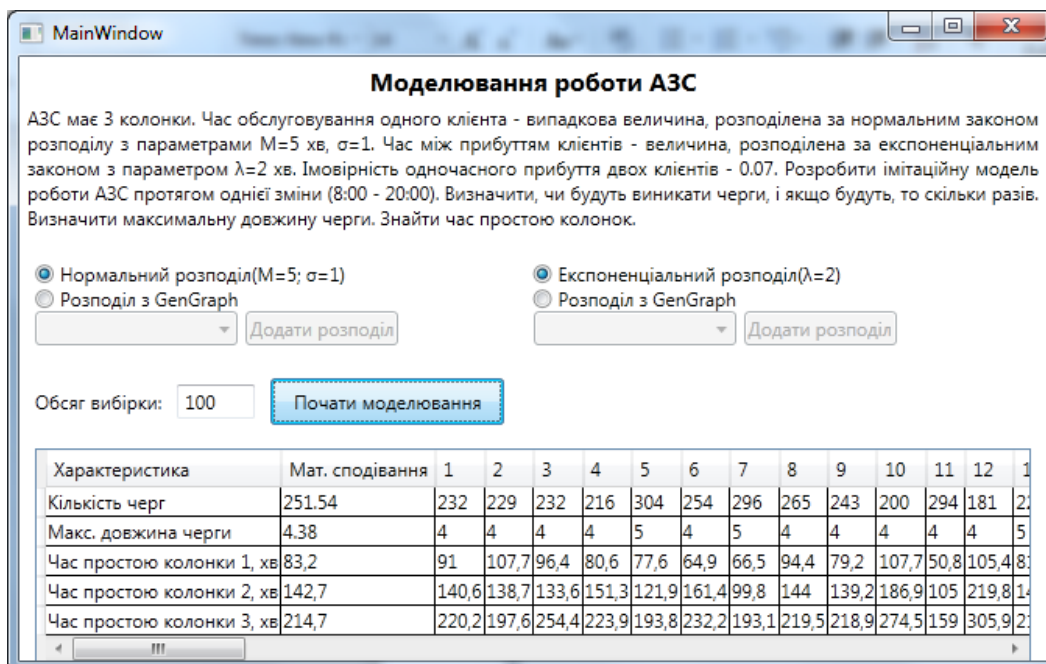 MainWindow
Моделювання роботи АЗС
АЗС має 3 колонки. Час обслуговування одного клієнта - випадкова величина, розподілена за нормальним законом
розподілу з параметрами М=5 хв, σ=1. Час між прибуттям клієнтів - величина, розподілена за експоненціальним
законом з параметром λ=2 хв. Імовірність одночасного прибуття двох клієнтів - 0.07. Розробити імітаційну модель
роботи АЗС протягом однієї зміни (8:00 - 20:00). Визначити, чи будуть виникати черги, і якщо будуть, то скільки разів.
Визначити максимальну довжину черги. Знайти час простою колонок.
Нормальний розподіл(М=5; σ=1) Експоненціальний розподіл(λ=2)
Розподіл з GenGraph Розподіл з GenGraph
Додати розподіл Додати розподіл
Обсяг вибірки: 100 Почати моделювання
Характеристика Мат. сподівання 1 2 3 4 5 6 7 8 9 10 11 12 1
Кількість черг 251.54 232 229 232 216 304 254 296 265 243 200 294 181
Макс. довжина черги 4.38 4 4 4 4 5 4 5 4 4 4 4 4 5
Час простою колонки 1, хв 83,2 91 107,7 96,4 80,6 77,6 64,9 66,5 94,4 79,2 107,7 50,8 105,4
Час простою колонки 2, хв 142,7 140,6 138,7 133,6 151,3 121,9 161,4 99,8 144 139,2 186,9 105 219,8
Час простою колонки 3, хв 214,7 220,2 197,6 254,4 223,9 193,8 232,2 193,1 219,5 218,9 274,5 159 305,9